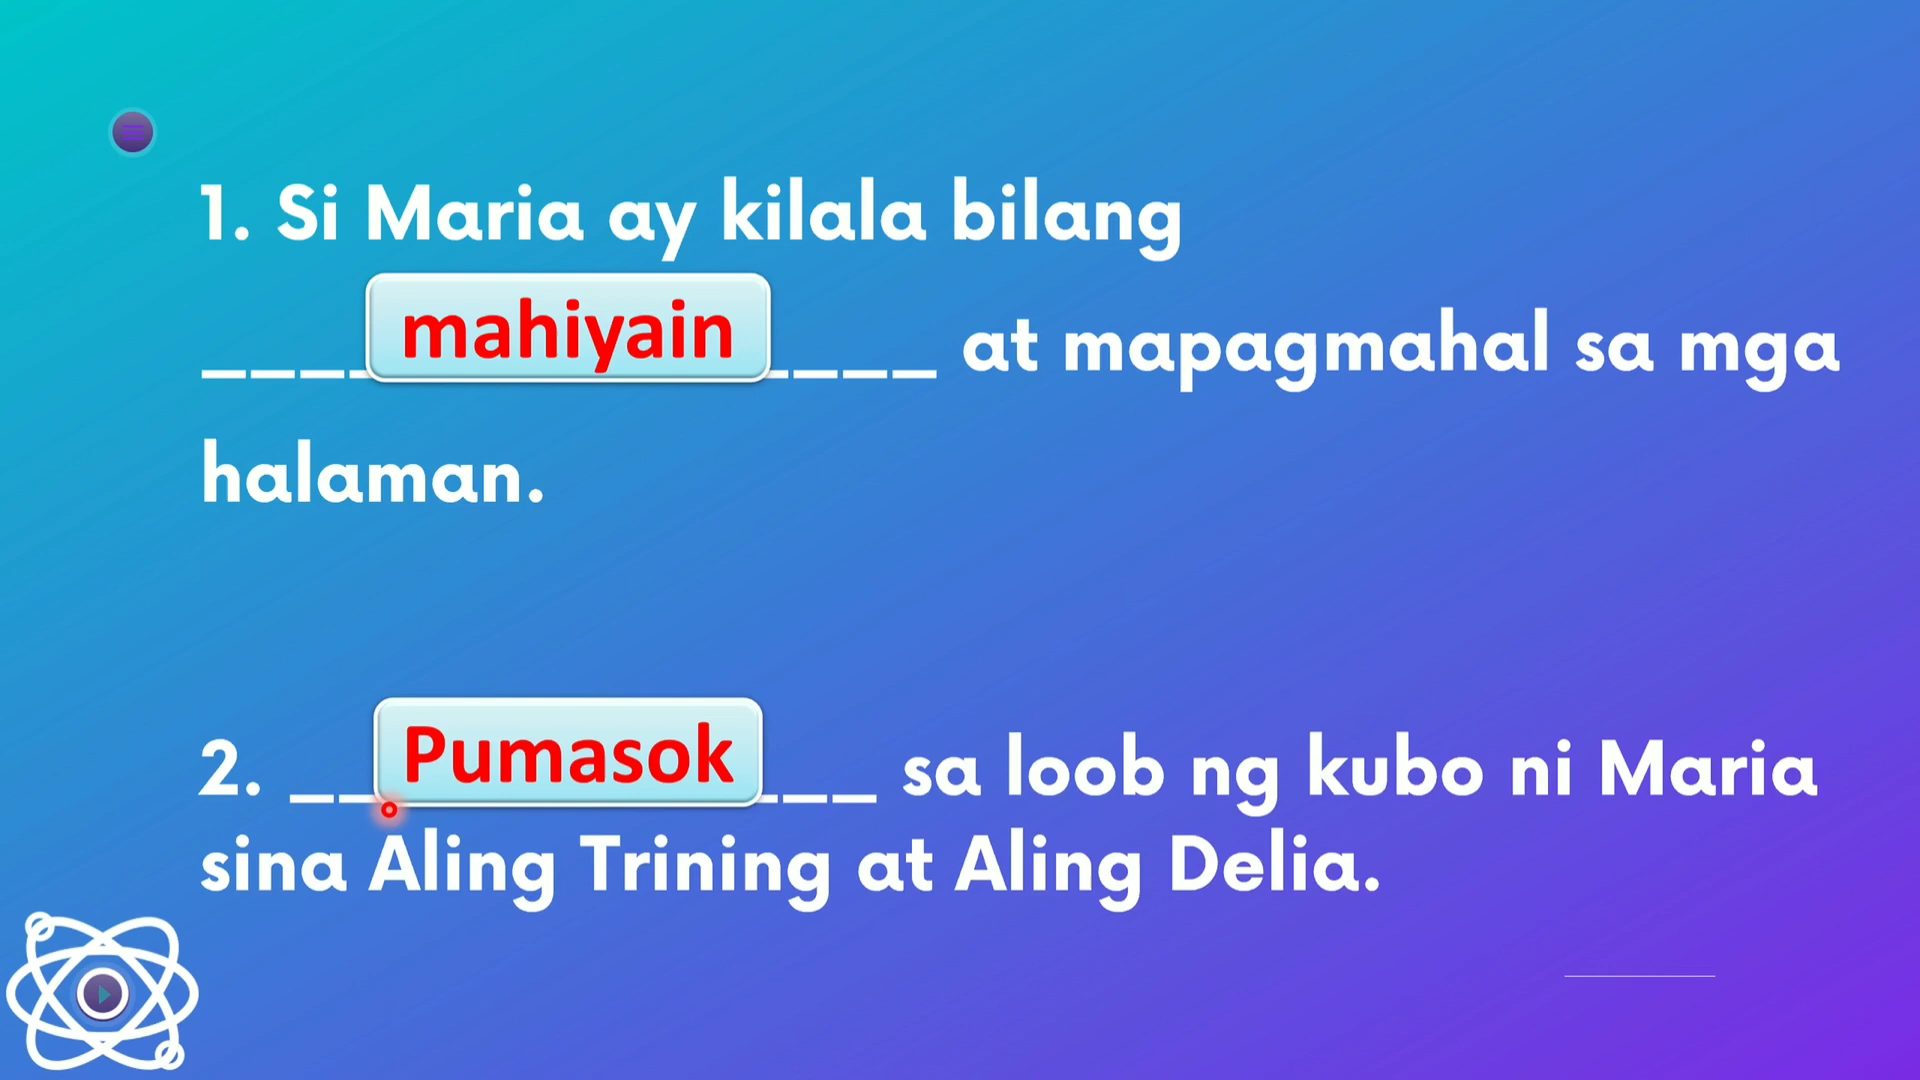 1. Si Maria ay kilala bilang
____mahiyain____ at mapagmahal sa mga
halaman.
2. __Pumasok___ sa loob ng kubo ni Maria
sina Aling Trining at Aling Delia.